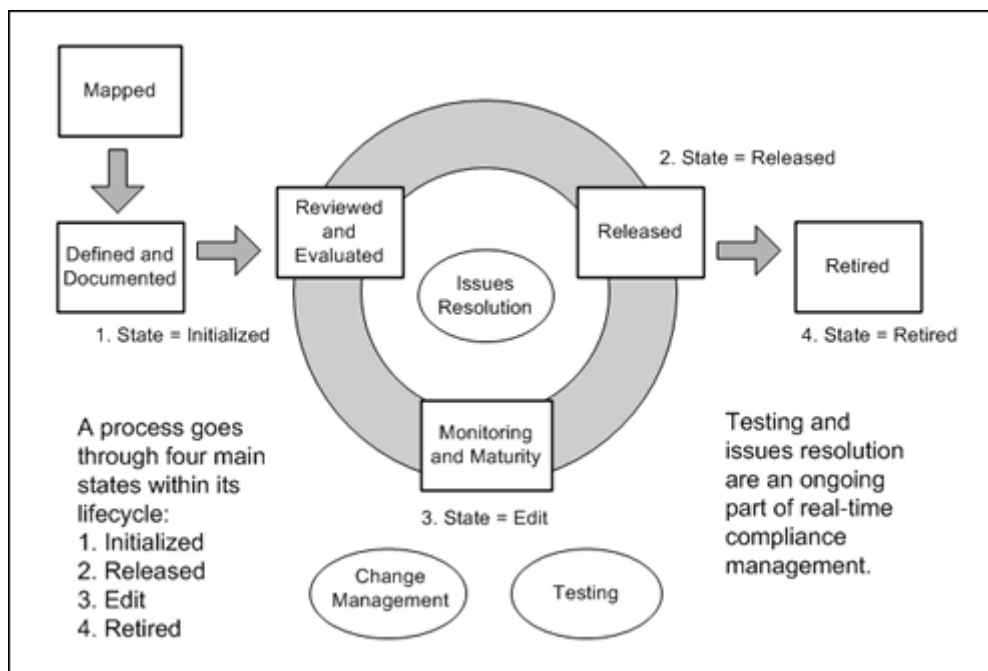 Mapped
Defined and
Documented
1. State = Initialized
Reviewed
and
Evaluated
Issues
Resolution
2. State = Released
Released
Retired
4. State = Retired
Monitoring
and Maturity
3. State = Edit
Change
Management
Testing
A process goes
through four main
states within its
lifecycle:
1. Initialized
2. Released
3. Edit
4. Retired
Testing and
issues resolution
are an ongoing
part of real-time
compliance
management.